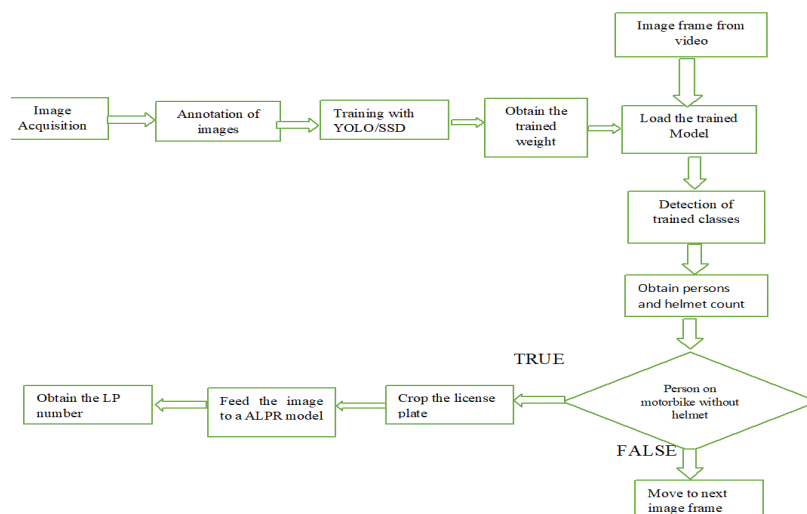 Image frame from
video
Image
Acquisition
Annotation of
images
Training with
YOLO/SSD
Obtain the
trained
weight
Load the trained
Model
Detection of
trained classes
Obtain persons
and helmet count
TRUE
Person on
motorbike without
helmet
Crop the license
plate
Feed the image
to a ALPR model
Obtain the LP
number
FALSE
Move to next
image frame